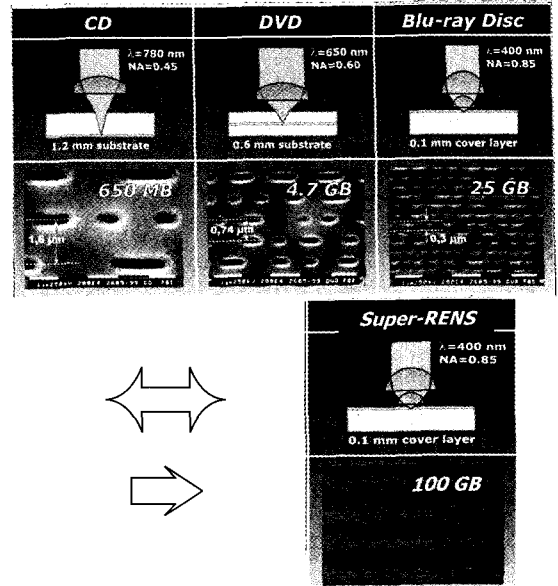 CD
DVD
Blu-ray Disc
λ=780 nm
NA=0.45
λ=650 nm
NA=0.60
λ=400 nm
NA=0.85
1.2 mm substrate
0.6 mm substrate
0.1 mm cover layer
650 MB
4.7 GB
25 GB
1,6 µm
0,74 µm
0,3 µm
Super-RENS
λ=400 nm
NA=0.85
0.1 mm cover layer
100 GB